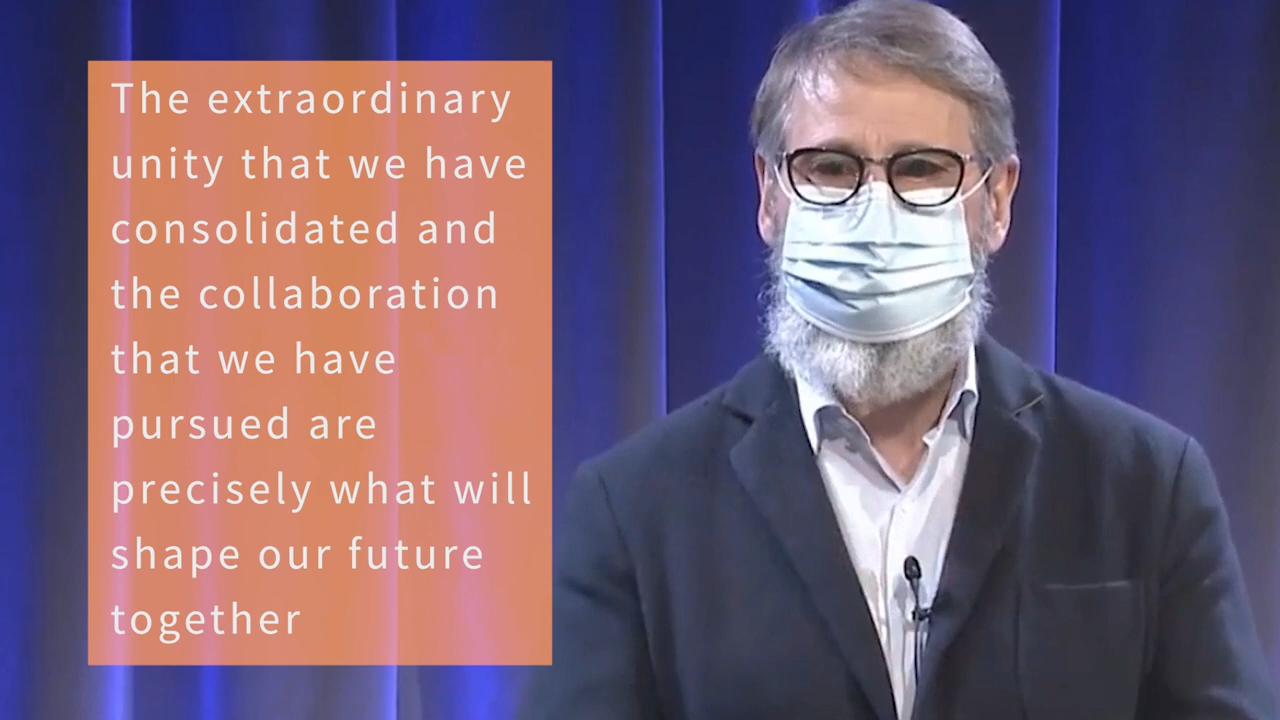 The extraordinary
unity that we have
consolidated and
the collaboration
that we have
pursued are
precisely what will
shape our future
together